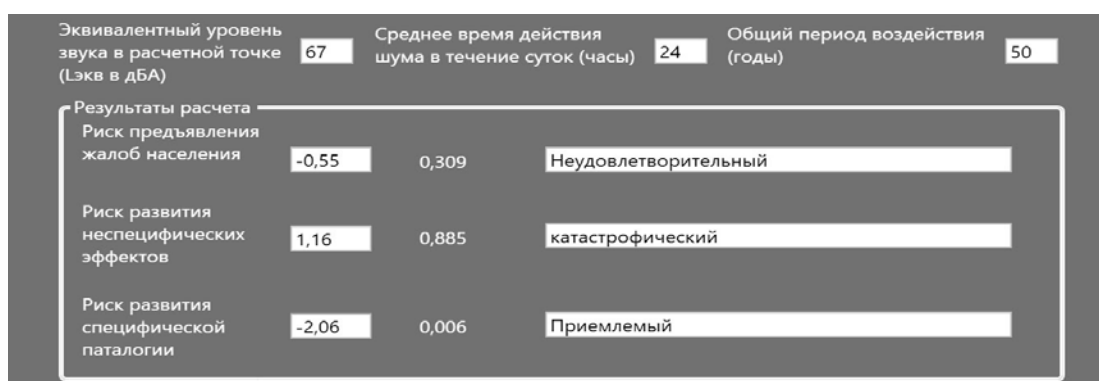 Эквивалентный уровень
звука в расчетной точке
(Lэкв в дБА)
67
Среднее время действия
шума в течение суток (часы)
24
Общий период воздействия
(годы)
50
Результаты расчета
Риск предъявления
жалоб населения
-0,55
0,309
Неудовлетворительный
Риск развития
неспецифических
эффектов
1,16
0,885
катастрофический
Риск развития
специфической
паталогии
-2,06
0,006
Приемлемый